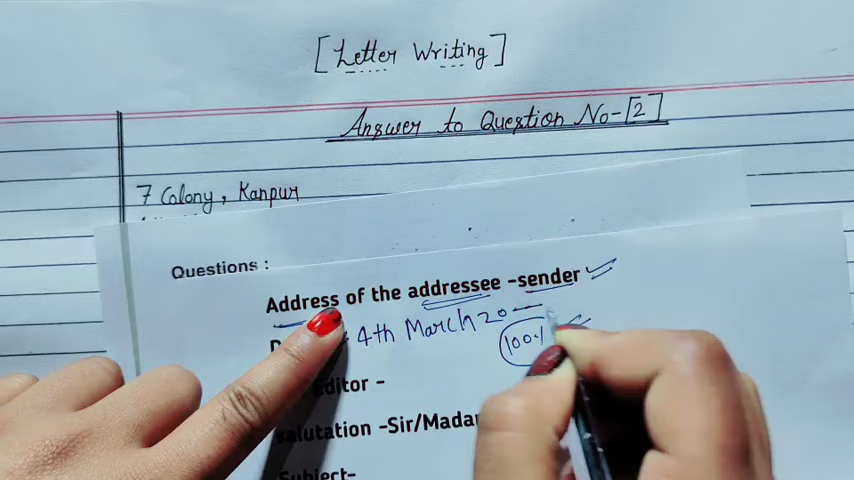 [Letter Writing]
Answer to Question No-[2]
7 Colony, Kanpur
Questions :
Address of the addressee -sender
4th March 20
100%
Editor -
Salutation -Sir/Madam
Subject-